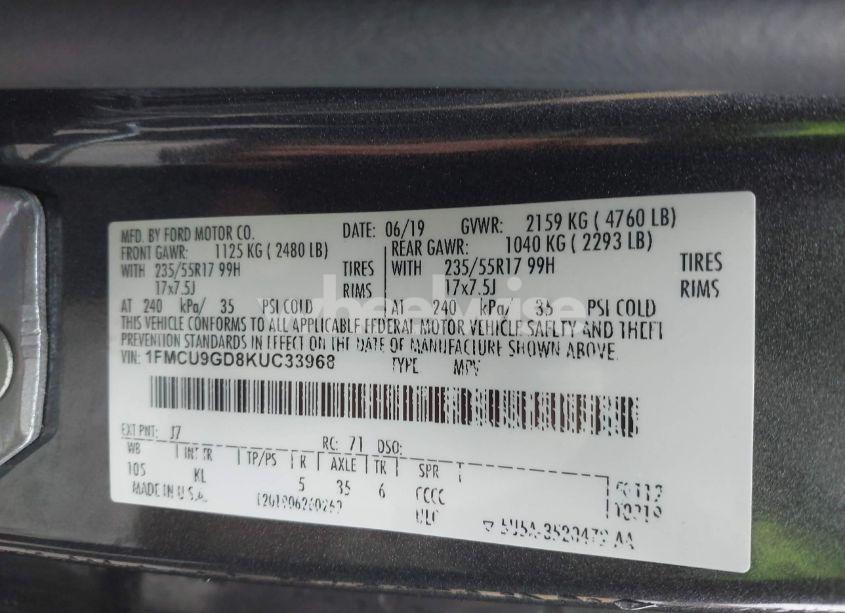 MFD. BY FORD MOTOR CO. DATE: 06/19 GVWR: 2159 KG ( 4760 LB)
FRONT GAWR: 1125 KG ( 2480 LB) REAR GAWR: 1040 KG ( 2293 LB)
WITH 235/55R17 99H TIRES WITH 235/55R17 99H TIRES
17x7.5J RIMS 17x7.5J RIMS
AT 240 kPa/ 35 PSI COLD AT 240 kPa/ 35 PSI COLD
THIS VEHICLE CONFORMS TO ALL APPLICABLE FEDERAL MOTOR VEHICLE SAFETY AND THEFT
PREVENTION STANDARDS IN EFFECT ON THE DATE OF MANUFACTURE SHOWN ABOVE.
VIN: 1FMCU9GD8KUC33968 TYPE: MPV
EXT PNT: J7 RC: 71 DSO:
WB INT TR TP/PS R AXLE TR SPR
105 KL 5 35 6 CCCC
MADE IN U.S.A.
wheelwise